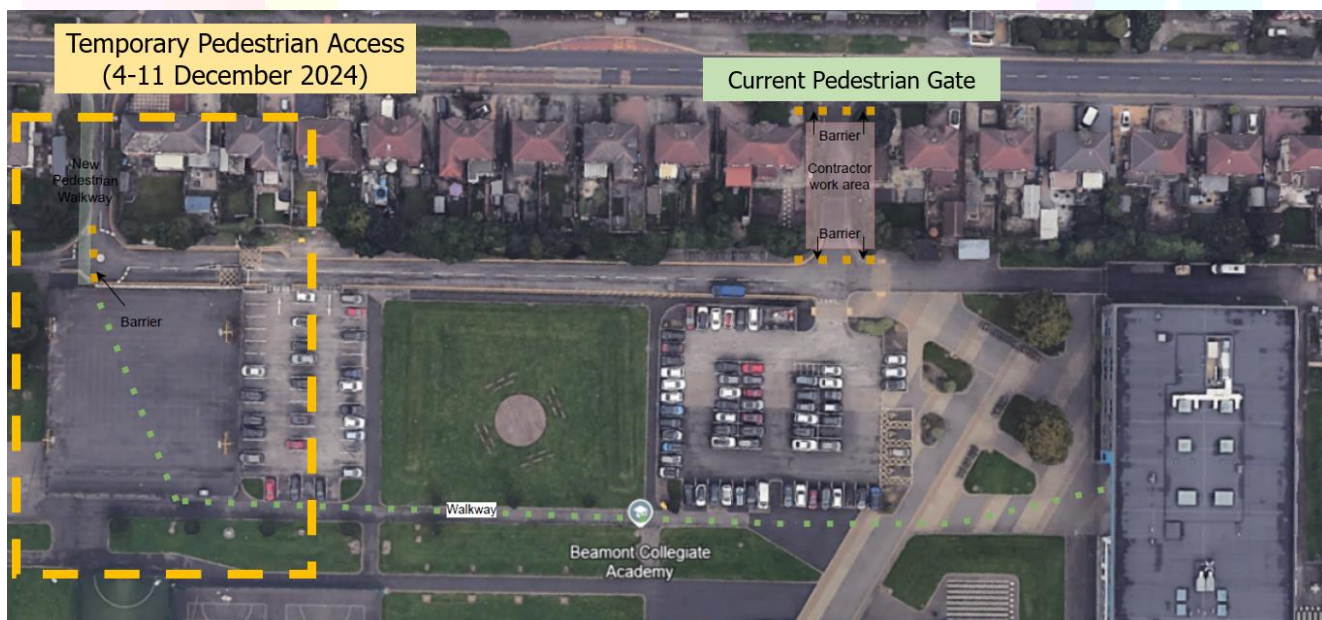 Temporary Pedestrian Access
(4-11 December 2024)
Current Pedestrian Gate
Barrier
Contractor
work area
Barrier
New
Pedestrian
Walkway
Barrier
Walkway
Beamont Collegiate
Academy